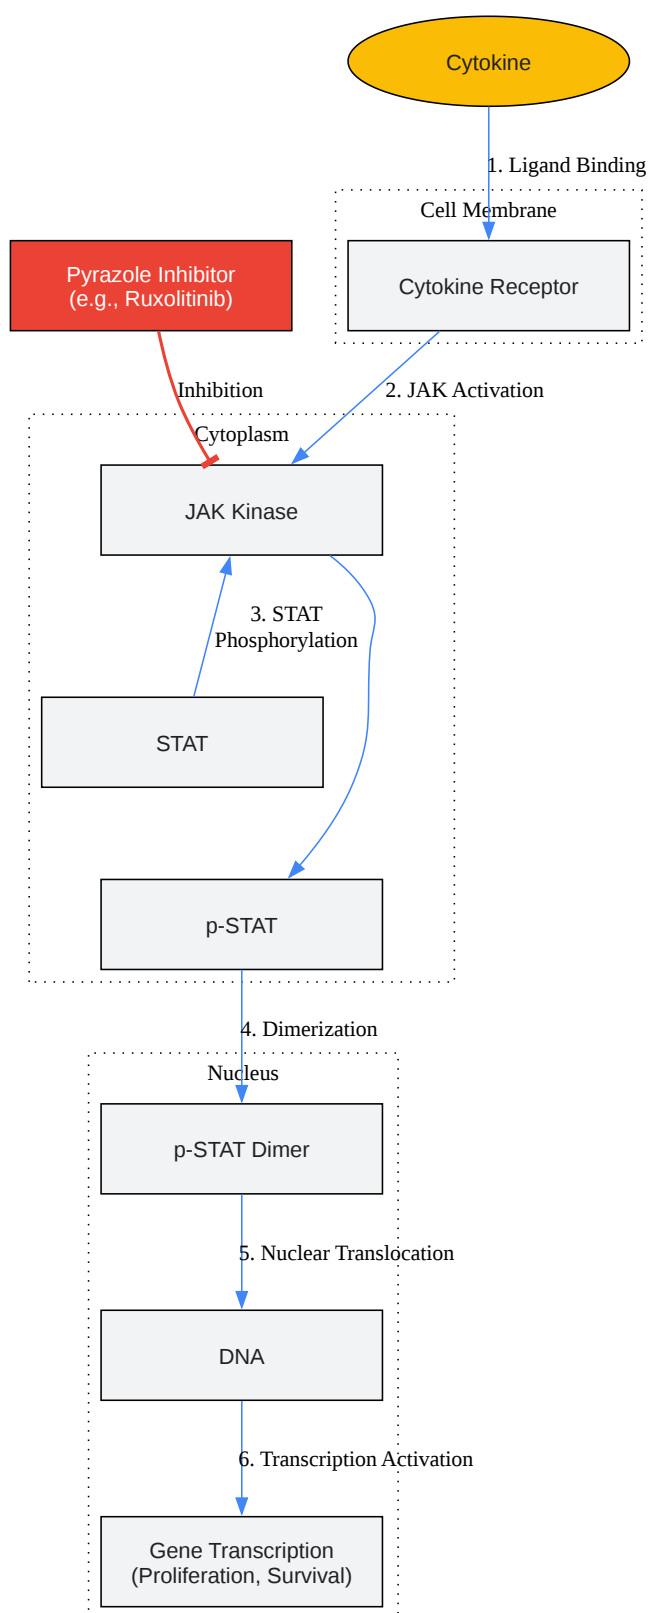 Cytokine
1. Ligand Binding
Cell Membrane
Pyrazole Inhibitor
(e.g., Ruxolitinib)
Cytokine Receptor
Inhibition
2. JAK Activation
Cytoplasm
JAK Kinase
3. STAT
Phosphorylation
STAT
p-STAT
4. Dimerization
Nucleus
p-STAT Dimer
5. Nuclear Translocation
DNA
6. Transcription Activation
Gene Transcription
(Proliferation, Survival)